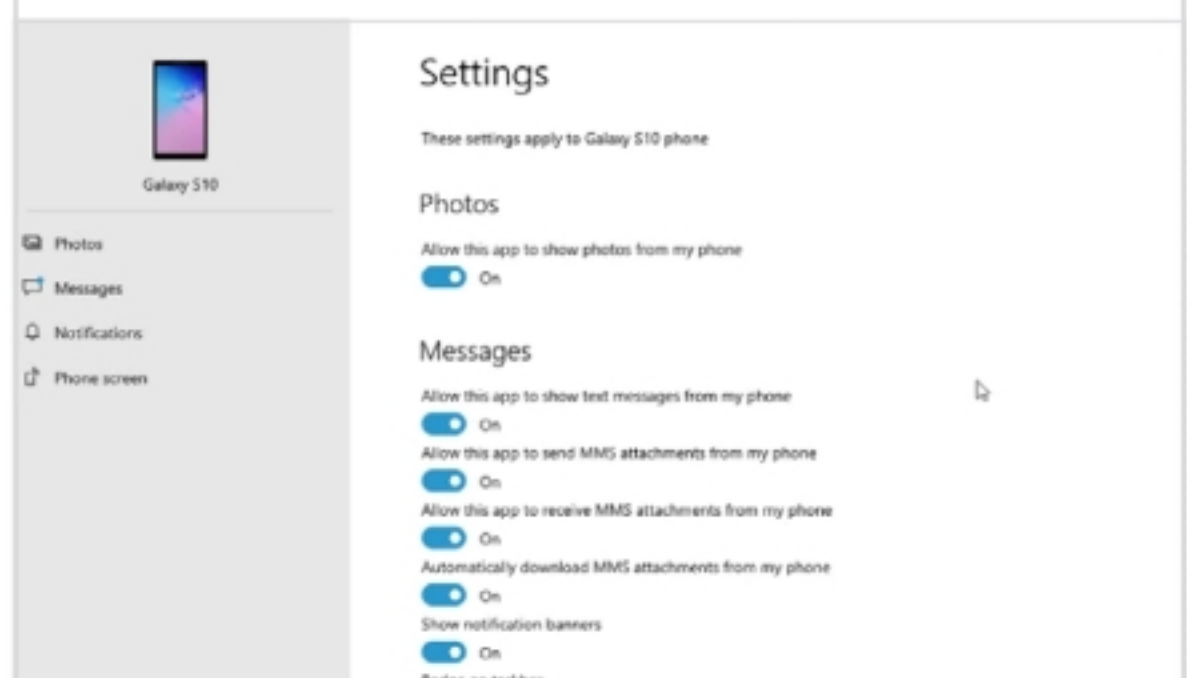 Galaxy S10
Photos
Messages
Notifications
Phone screen
Settings
These settings apply to Galaxy S10 phone
Photos
Allow this app to show photos from my phone
On
Messages
Allow this app to show text messages from my phone
On
Allow this app to send MMS attachments from my phone
On
Allow this app to receive MMS attachments from my phone
On
Automatically download MMS attachments from my phone
On
Show notification banners
On